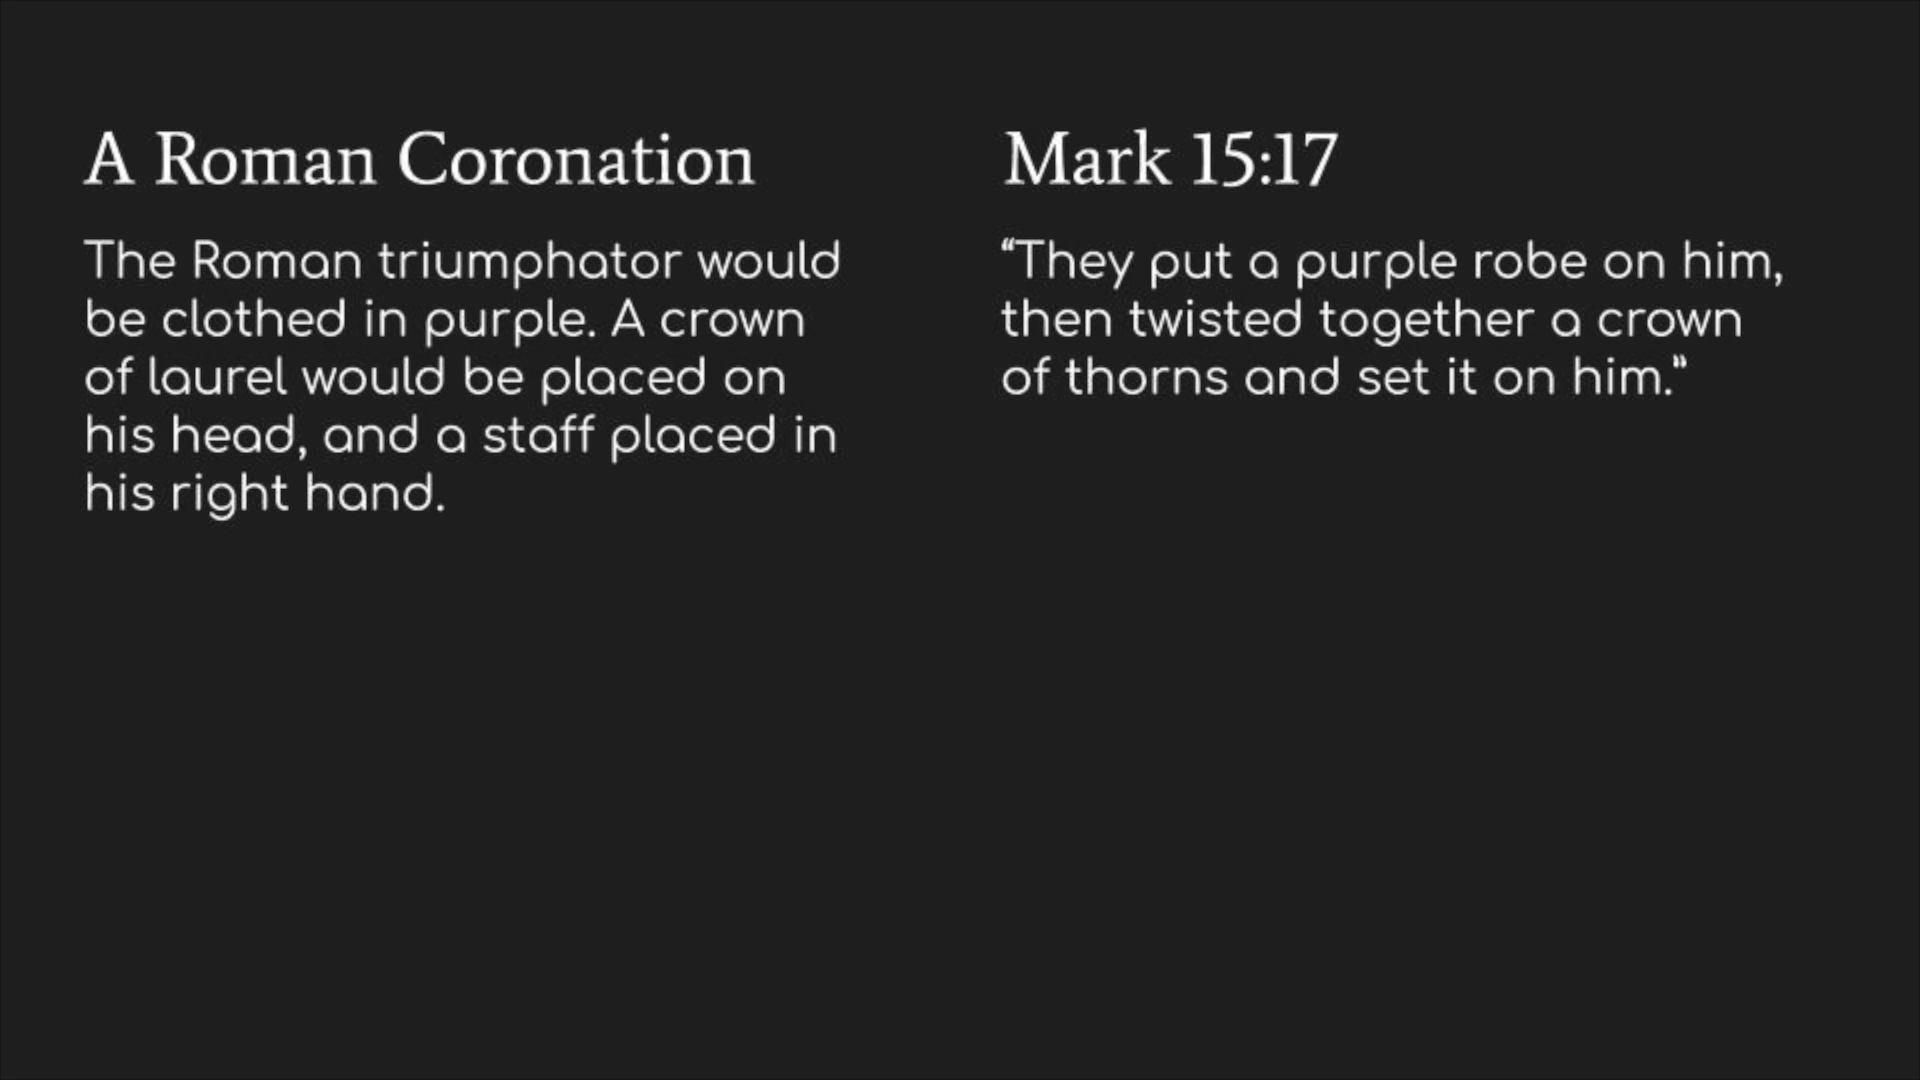 A Roman Coronation
The Roman triumphator would
be clothed in purple. A crown
of laurel would be placed on
his head, and a staff placed in
his right hand.
Mark 15:17
“They put a purple robe on him,
then twisted together a crown
of thorns and set it on him.”